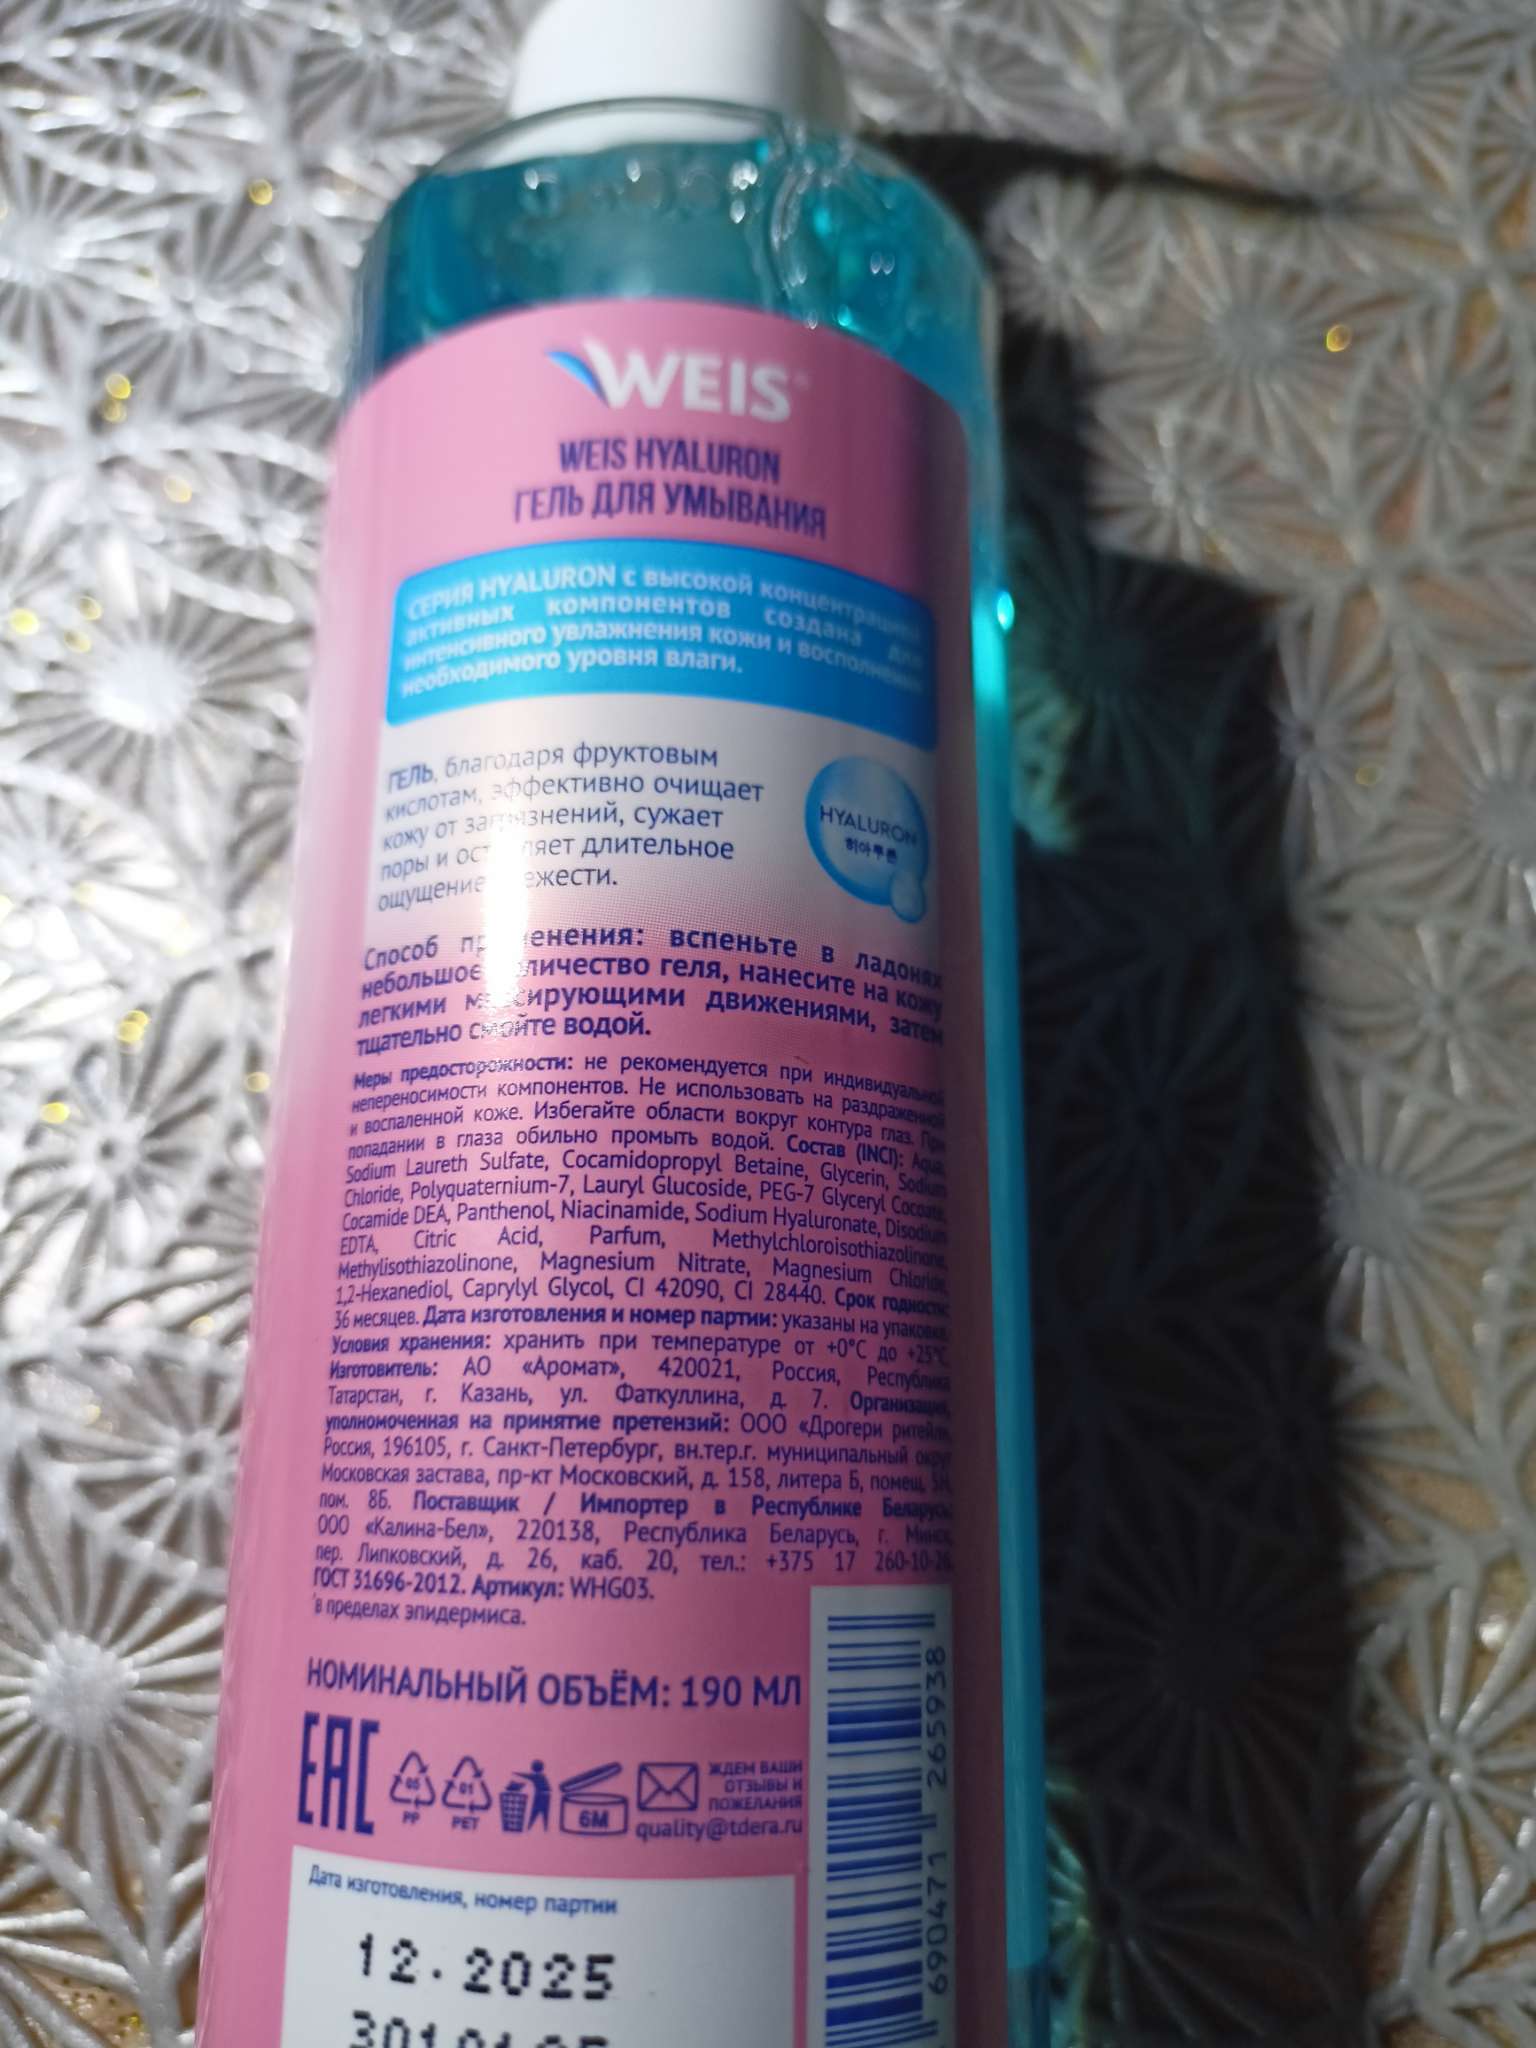 WEIS
WEIS HYALURON
ГЕЛЬ ДЛЯ УМЫВАНИЯ
СЕРИЯ HYALURON с высокой концентрацией
активных компонентов создана для
интенсивного увлажнения кожи и восполнения
необходимого уровня влаги.
ГЕЛЬ, благодаря фруктовым
кислотам, эффективно очищает
кожу от загрязнений, сужает
поры и оставляет длительное
ощущение свежести.
HYALURON
히아루론
Способ применения: вспеньте в ладонях
небольшое количество геля, нанесите на кожу
легкими массирующими движениями, затем
тщательно смойте водой.
Меры предосторожности: не рекомендуется при индивидуальной
непереносимости компонентов. Не использовать на раздраженной
и воспаленной коже. Избегайте области вокруг контура глаз. При
попадании в глаза обильно промыть водой. Состав (INCI): Aqua,
Sodium Laureth Sulfate, Cocamidopropyl Betaine, Glycerin, Sodium
Chloride, Polyquaternium-7, Lauryl Glucoside, PEG-7 Glyceryl Cocoate,
Cocamide DEA, Panthenol, Niacinamide, Sodium Hyaluronate, Disodium
EDTA, Citric Acid, Parfum, Methylchloroisothiazolinone,
Methylisothiazolinone, Magnesium Nitrate, Magnesium Chloride,
1,2-Hexanediol, Caprylyl Glycol, CI 42090, CI 28440. Срок годности:
36 месяцев. Дата изготовления и номер партии: указаны на упаковке.
Условия хранения: хранить при температуре от +0°C до +25°C.
Изготовитель: АО «Аромат», 420021, Россия, Республика
Татарстан, г. Казань, ул. Фаткуллина, д. 7. Организация,
уполномоченная на принятие претензий: ООО «Дрогери ритейл»,
Россия, 196105, г. Санкт-Петербург, вн.тер.г. муниципальный округ
Московская застава, пр-кт Московский, д. 158, литера Б, помещ.
пом. 8Б. Поставщик / Импортер в Республике Беларусь:
ООО «Калина-Бел», 220138, Республика Беларусь, г. Минск,
пер. Липковский, д. 26, каб. 20, тел.: +375 17 260-10-26.
ГОСТ 31696-2012. Артикул: WHG03.
в пределах эпидермиса.
НОМИНАЛЬНЫЙ ОБЪЁМ: 190 МЛ
EAC
05
PP
01
PET
6M
ЖДЕМ ВАШИ
ОТЗЫВЫ И
ПОЖЕЛАНИЯ
quality@tdera.ru
690471 265938
Дата изготовления, номер партии
12.2025